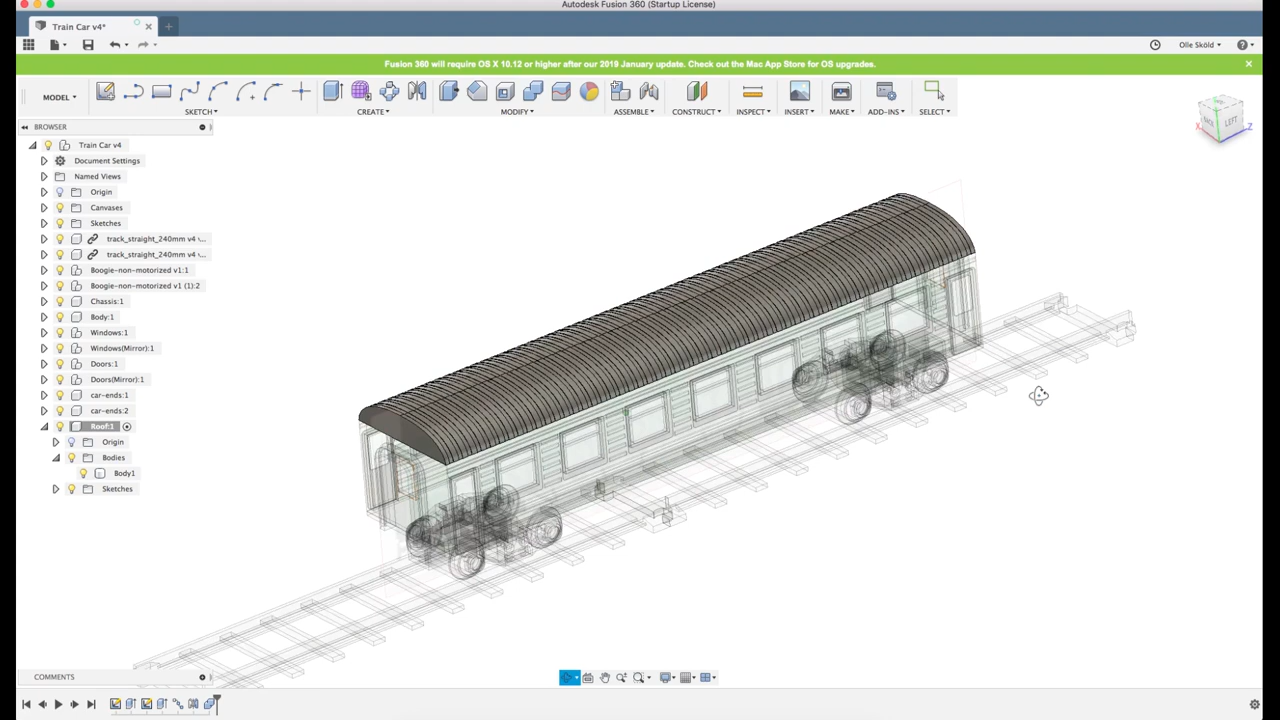 Autodesk Fusion 360 (Startup License)
Train Car v4*
Olle Sköld
Fusion 360 will require OS X 10.12 or higher after our 2019 January update. Check out the Mac App Store for OS upgrades.
MODEL
SKETCH
CREATE
MODIFY
ASSEMBLE
CONSTRUCT
INSPECT
INSERT
MAKE
ADD-INS
SELECT
BROWSER
BACK
LEFT
X
Z
Train Car v4
Document Settings
Named Views
Origin
Canvases
Sketches
track_straight_240mm v4 ...
track_straight_240mm v4 ...
Boogie-non-motorized v1:1
Boogie-non-motorized v1 (1):2
Chassis:1
Body:1
Windows:1
Windows(Mirror):1
Doors:1
Doors(Mirror):1
car-ends:1
car-ends:2
Roof:1
Origin
Bodies
Body1
Sketches
COMMENTS